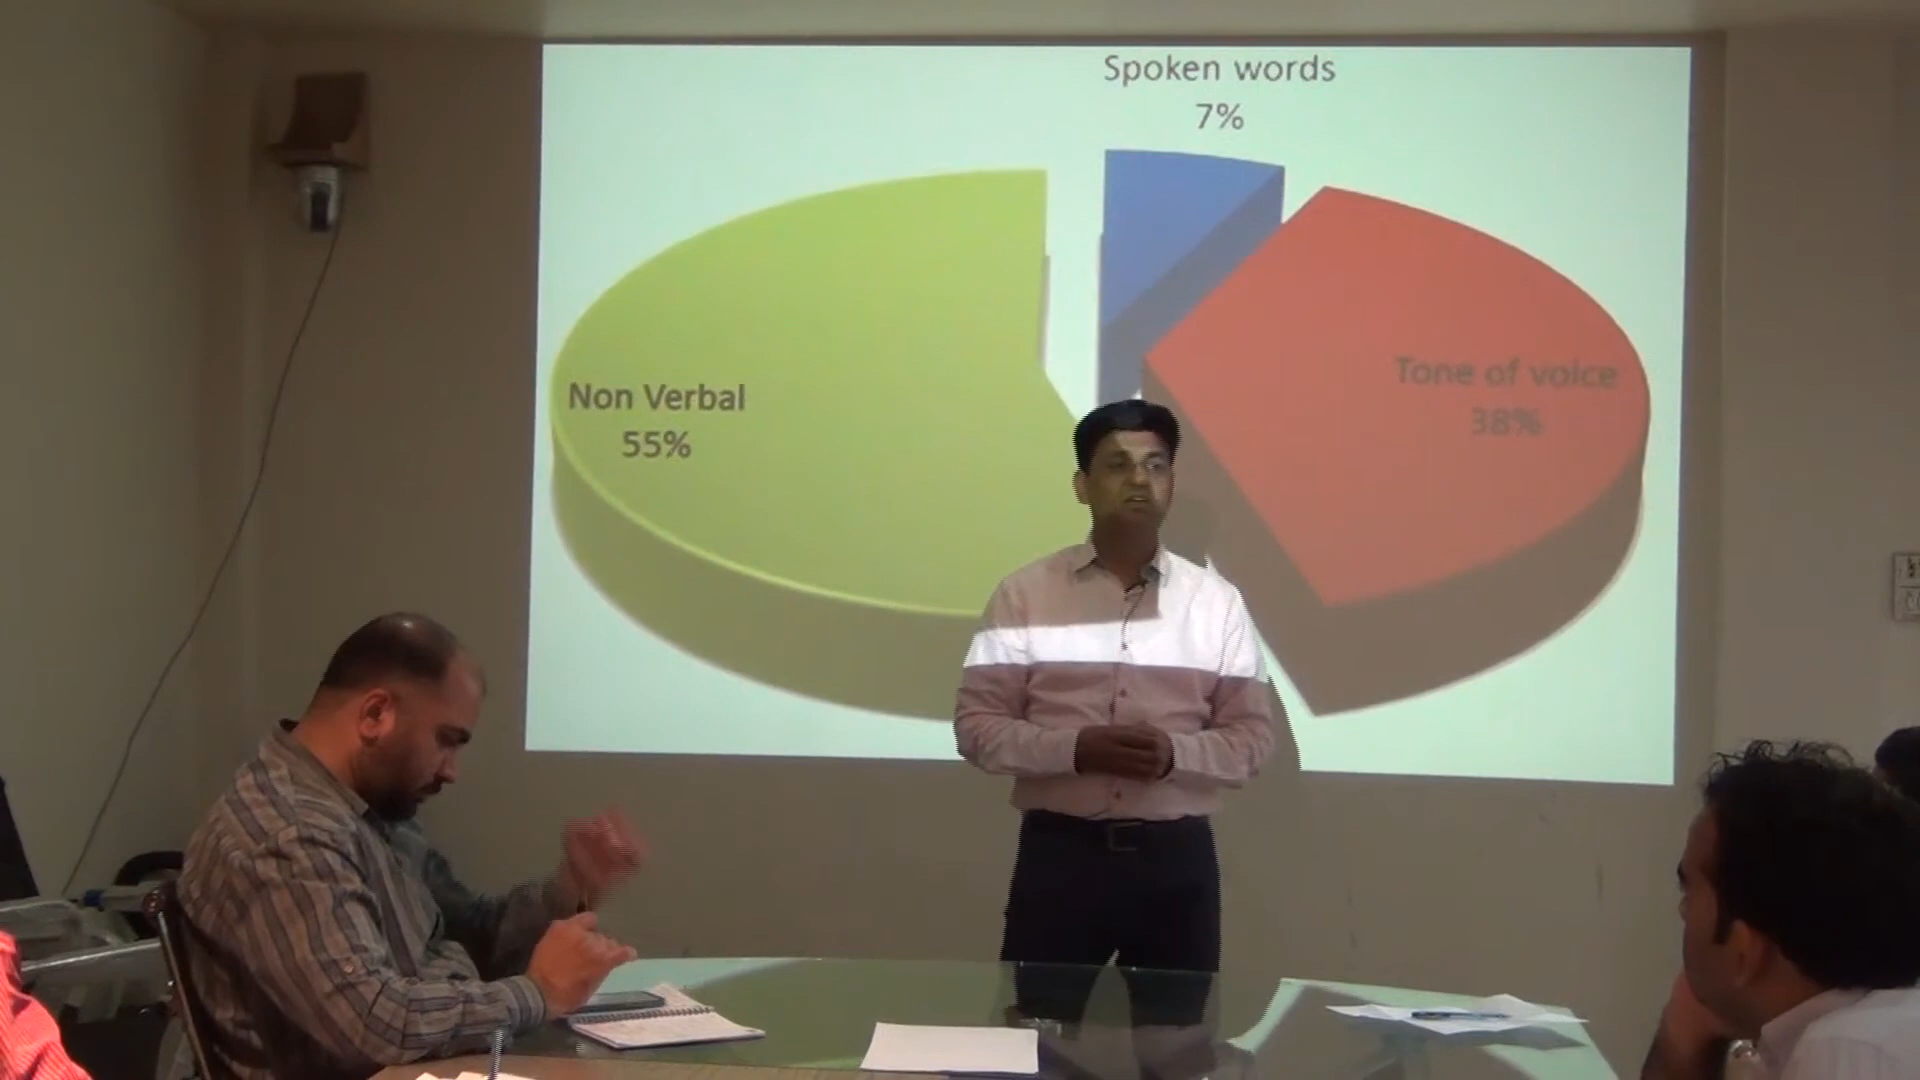 Spoken words
7%
Non Verbal
55%
Tone of voice
38%